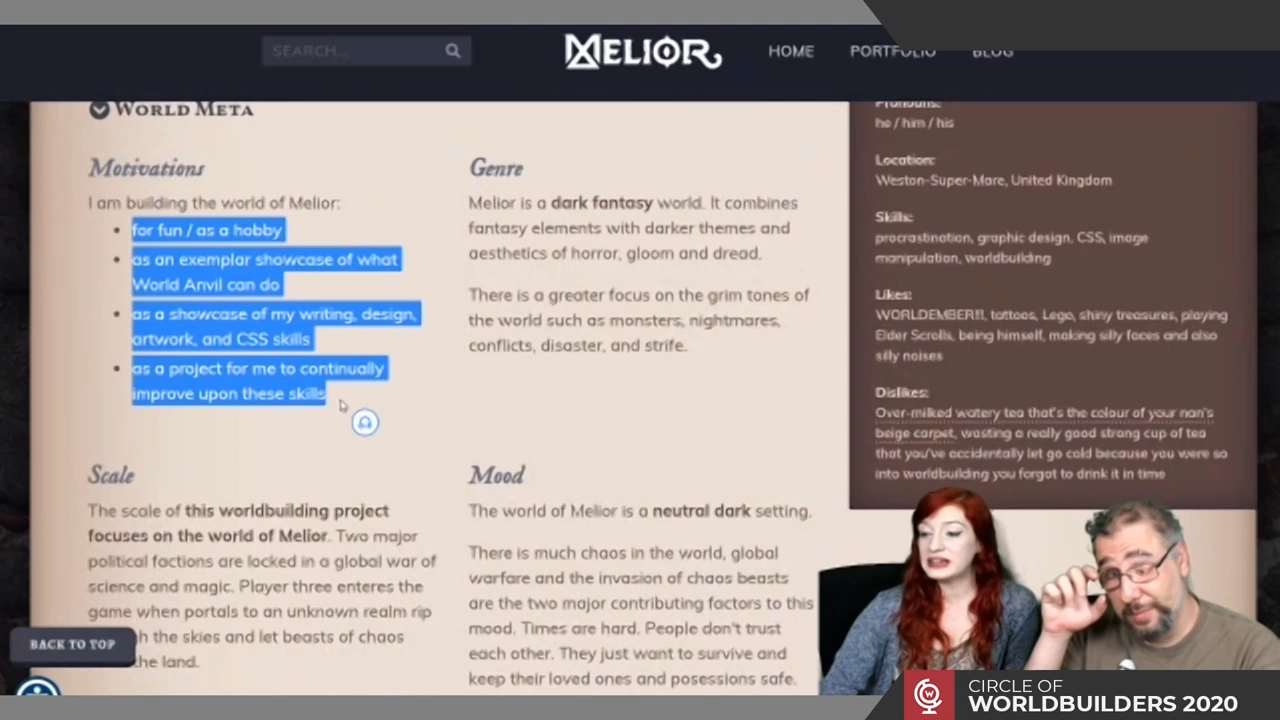 SEARCH...
MELIOR
HOME
PORTFOLIO
BLOG
WORLD META
Motivations
I am building the world of Melior:
for fun / as a hobby
as an exemplar showcase of what
World Anvil can do
as a showcase of my writing, design,
artwork, and CSS skills
as a project for me to continually
improve upon these skills
Genre
Melior is a dark fantasy world. It combines
fantasy elements with darker themes and
aesthetics of horror, gloom and dread.
There is a greater focus on the grim tones of
the world such as monsters, nightmares,
conflicts, disaster, and strife.
Scale
The scale of this worldbuilding project
focuses on the world of Melior. Two major
political factions are locked in a global war of
science and magic. Player three enters the
game when portals to an unknown realm rip
h the skies and let beasts of chaos
the land.
Mood
The world of Melior is a neutral dark setting.
There is much chaos in the world, global
warfare and the invasion of chaos beasts
are the two major contributing factors to this
mood. Times are hard. People don't trust
each other. They just want to survive and
keep their loved ones and posessions safe.
Pronouns:
he / him / his
Location:
Weston-Super-Mare, United Kingdom
Skills:
procrastination, graphic design, CSS, image
manipulation, worldbuilding
Likes:
WORLDEMBER!!!, tattoos, Lego, shiny treasures, playing
Elder Scrolls, being himself, making silly faces and also
silly noises
Dislikes:
Over-milked watery tea that's the colour of your nan's
beige carpet, wasting a really good strong cup of tea
that you've accidentally let go cold because you were so
into worldbuilding you forgot to drink it in time
BACK TO TOP
W
CIRCLE OF
WORLDBUILDERS 2020